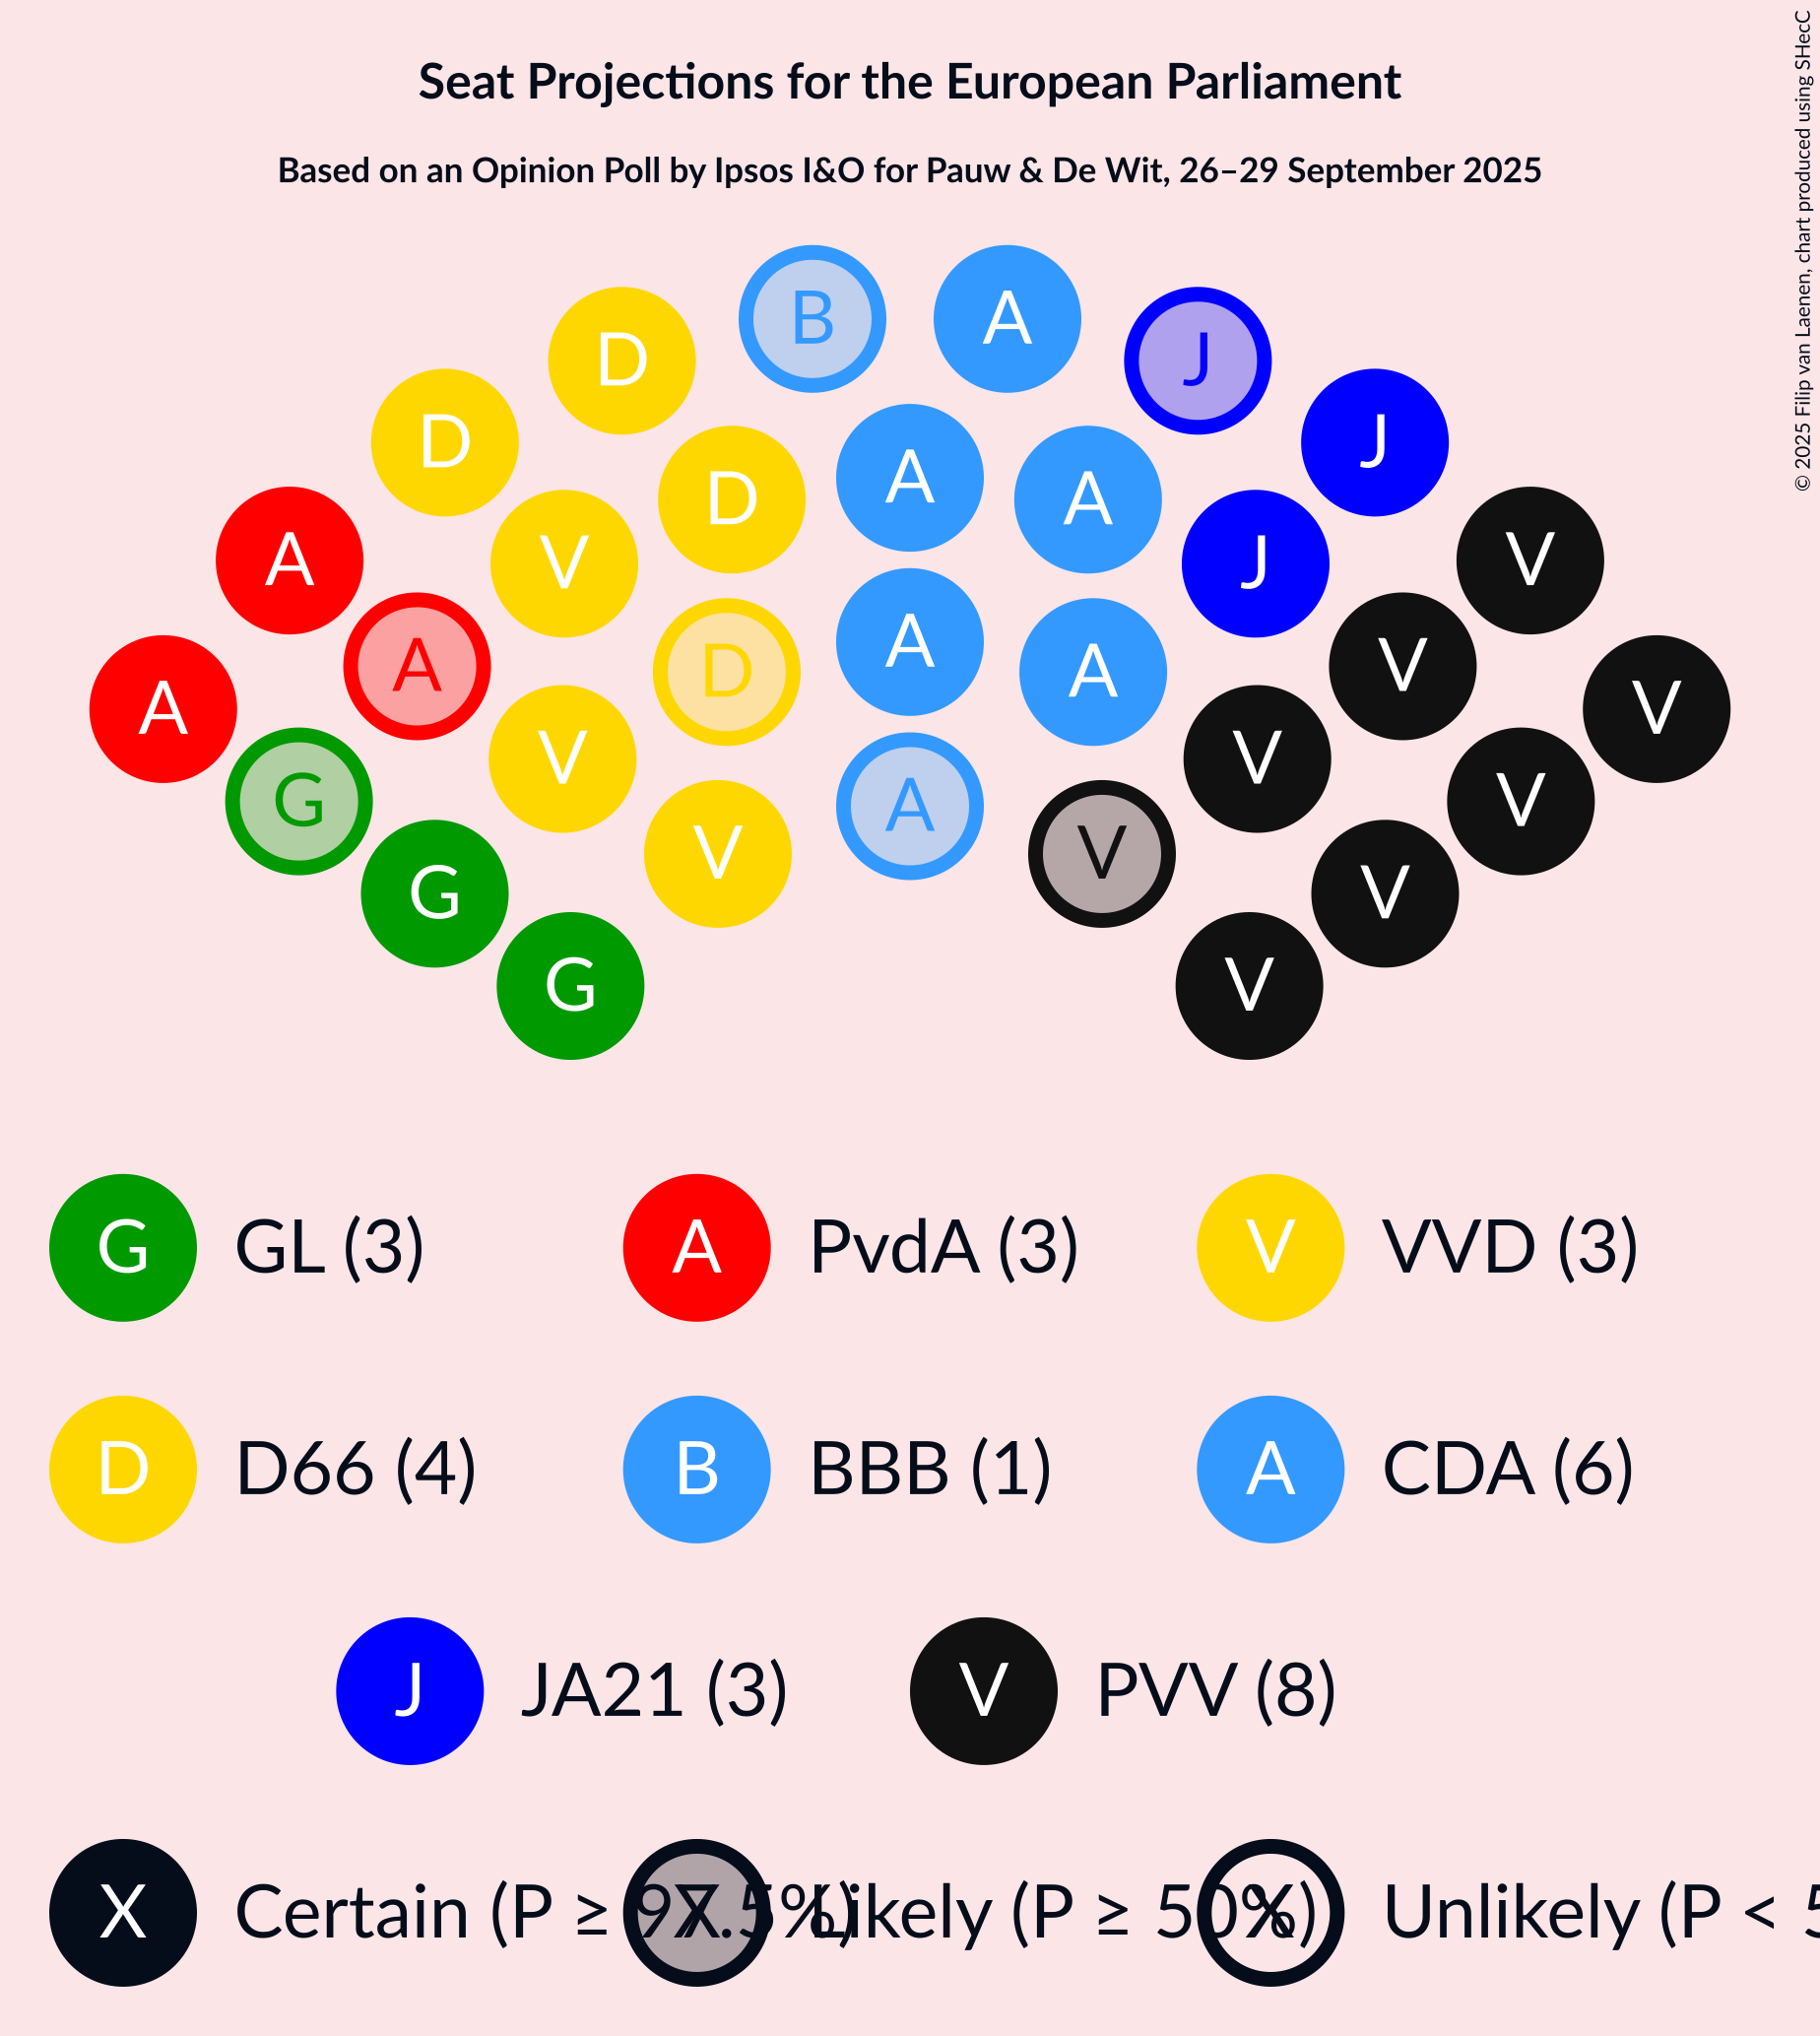 Seat Projections for the European Parliament
Based on an Opinion Poll by Ipsos I&O for Pauw & De Wit, 26–29 September 2025
© 2025 Filip van Laenen, chart produced using SHecC
B A
D J
D A J
D A
A V D J V
A A
A V
D A
A V V
V A
G V
V V
G V
G V
G GL (3) A PvdA (3) V VVD (3)
D D66 (4) B BBB (1) A CDA (6)
J JA21 (3) V PVV (8)
X Certain (P ≥ 97.5%) X Likely (P ≥ 50%) X Unlikely (P < 5